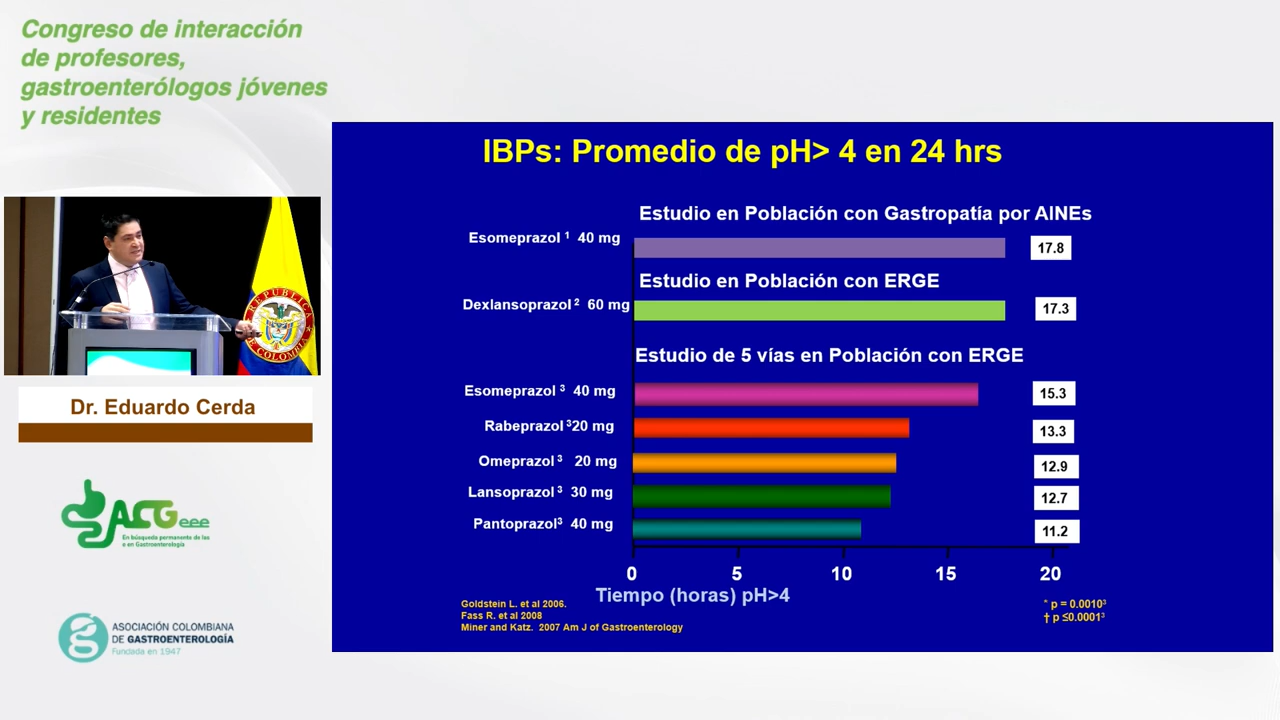 Congreso de interacción
de profesores,
gastroenterólogos jóvenes
y residentes
IBPs: Promedio de pH> 4 en 24 hrs
Estudio en Población con Gastropatía por AINEs
Esomeprazol ¹ 40 mg
17.8
Estudio en Población con ERGE
Dexlansoprazol ² 60 mg
17.3
Estudio de 5 vías en Población con ERGE
Esomeprazol ³ 40 mg
15.3
Rabeprazol ³20 mg
13.3
Omeprazol ³ 20 mg
12.9
Lansoprazol ³ 30 mg
12.7
Pantoprazol³ 40 mg
11.2
0 5 10 15 20
Tiempo (horas) pH>4
Goldstein L. et al 2006.
Fass R. et al 2008
Miner and Katz. 2007 Am J of Gastroenterology
* p = 0.0010³
† p ≤0.0001³
REPÚBLICA
DE COLOMBIA
Dr. Eduardo Cerda
ACGeee
En búsqueda permanente de las
e en Gastroenterología
ASOCIACIÓN COLOMBIANA
DE GASTROENTEROLOGÍA
Fundada en 1947